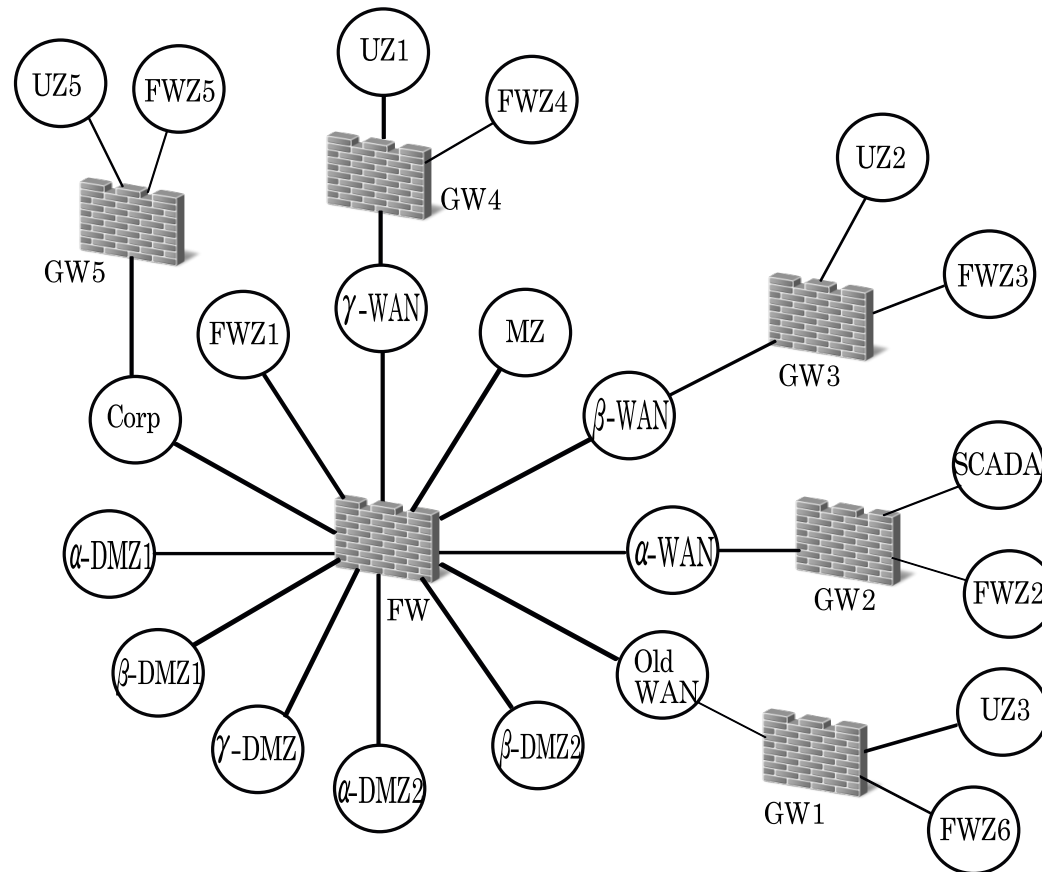 UZ1
UZ5
FWZ5
FWZ4
UZ2
GW4
GW5
FWZ3
γ-WAN
FWZ1
MZ
GW3
Corp
β-WAN
SCADA
α-DMZ1
α-WAN
GW2
FWZ2
FW
β-DMZ1
Old
WAN
UZ3
γ-DMZ
β-DMZ2
α-DMZ2
GW1
FWZ6